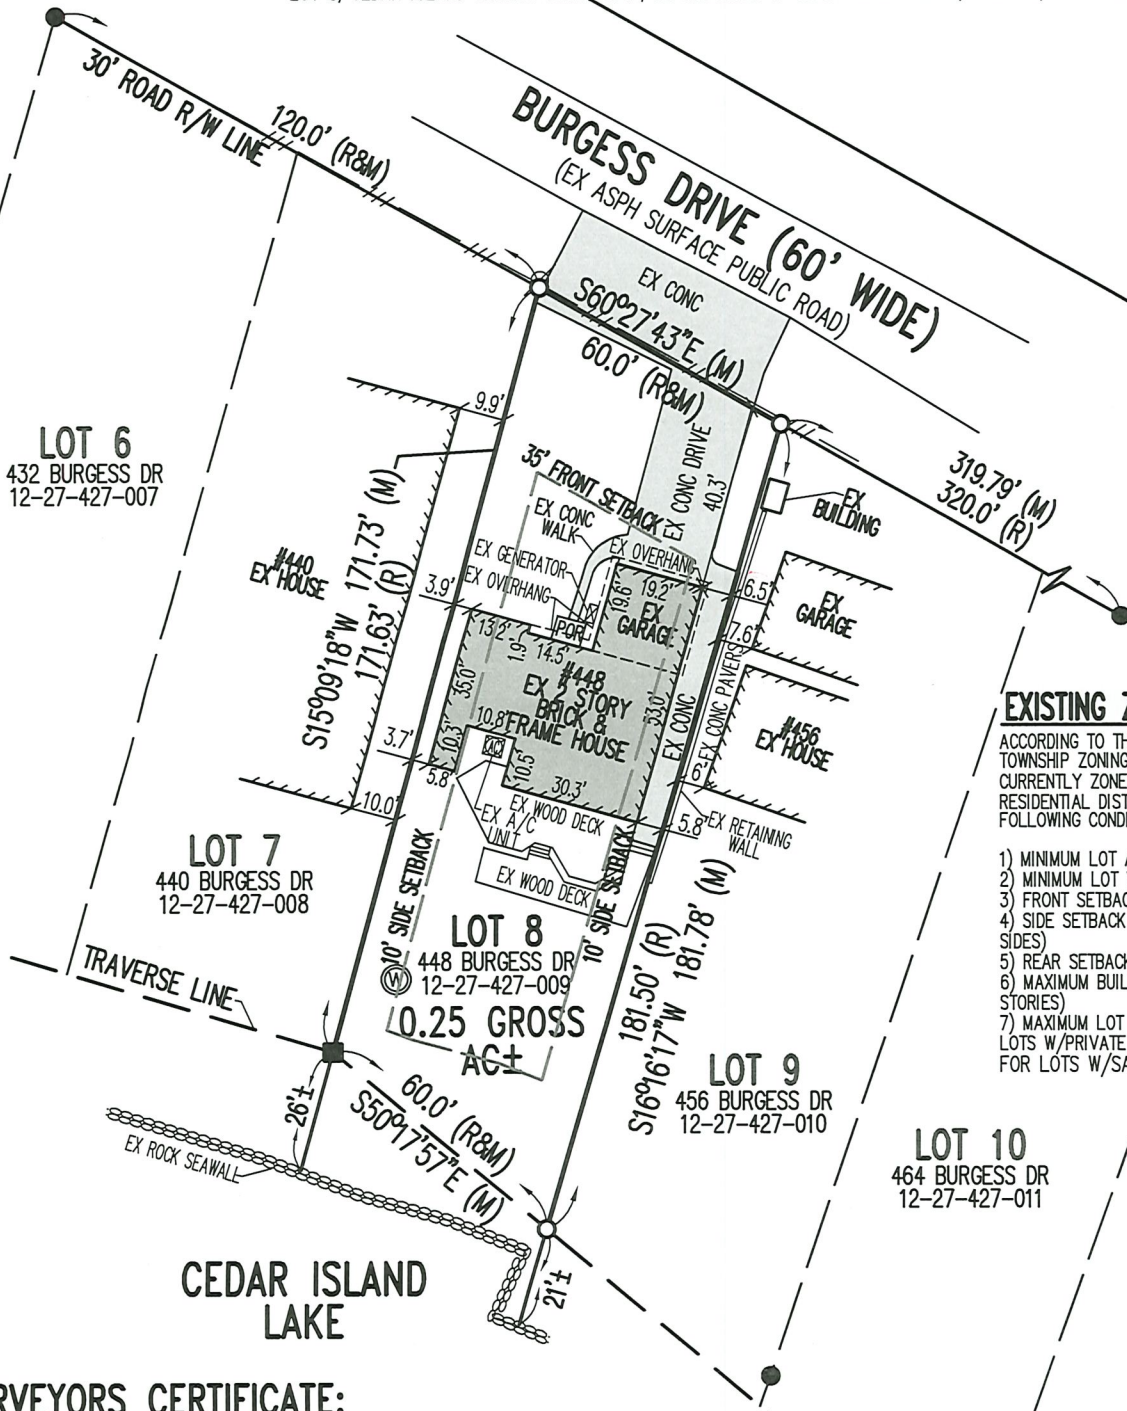 30' ROAD R/W LINE
120.0' (R&M)
BURGESS DRIVE (60' WIDE)
(EX ASPH SURFACE PUBLIC ROAD)
EX CONC
S60°27'43"E (M)
60.0' (R&M)
319.79' (M)
320.0' (R)
LOT 6
432 BURGESS DR
12-27-427-007
9.9'
#440
EX HOUSE
S15°09'18"W 171.73' (M)
171.63' (R)
35' FRONT SETBACK
EX CONC DRIVE
40.3'
EX CONC
WALK
EX OVERHANG
EX GENERATOR
EX OVERHANG
POR
EX
BUILDING
EX
GARAGE
6.5'
7.6'
3.9'
19.2'
19.6'
EX
GARAGE
13.2'
1.9'
14.5'
35.0'
#448
EX 2 STORY
BRICK &
FRAME HOUSE
53.0'
EX CONC
EX CONC PAVERS
#456
EX HOUSE
10.8'
10.3'
AC
10.5'
30.3'
3.7'
5.8'
10.0'
6'
5.8'
EX WOOD DECK
EX A/C
UNIT
EX WOOD DECK
EX RETAINING
WALL
10' SIDE SETBACK
10' SIDE SETBACK
LOT 7
440 BURGESS DR
12-27-427-008
LOT 8
448 BURGESS DR
12-27-427-009
W
0.25 GROSS
AC±
181.50' (R)
S16°16'17"W 181.78' (M)
LOT 9
456 BURGESS DR
12-27-427-010
LOT 10
464 BURGESS DR
12-27-427-011
TRAVERSE LINE
26'±
60.0' (R&M)
S50°17'57"E (M)
EX ROCK SEAWALL
21'±
CEDAR ISLAND
LAKE
EXISTING Z
ACCORDING TO TH
TOWNSHIP ZONING
CURRENTLY ZONE
RESIDENTIAL DIST
FOLLOWING COND
1) MINIMUM LOT
2) MINIMUM LOT
3) FRONT SETBAC
4) SIDE SETBACK
SIDES)
5) REAR SETBACK
6) MAXIMUM BUIL
STORIES)
7) MAXIMUM LOT
LOTS W/PRIVATE
FOR LOTS W/SA
RVEYORS CERTIFICATE: